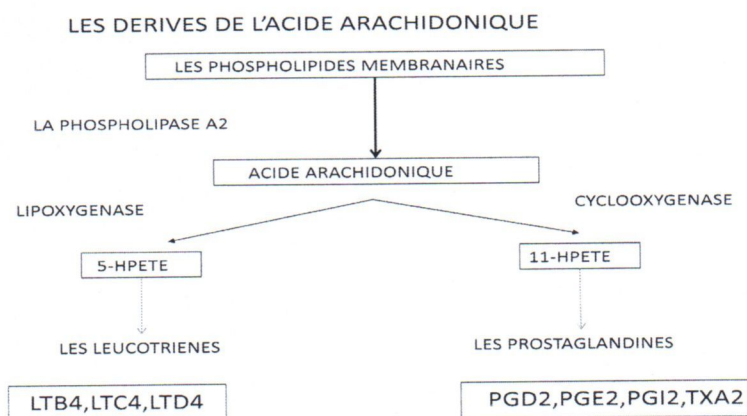 LES DERIVES DE L'ACIDE ARACHIDONIQUE
LES PHOSPHOLIPIDES MEMBRANAIRES
LA PHOSPHOLIPASE A2
ACIDE ARACHIDONIQUE
LIPOXYGENASE
CYCLOOXYGENASE
5-HPETE
11-HPETE
LES LEUCOTRIENES
LES PROSTAGLANDINES
LTB4,LTC4,LTD4
PGD2,PGE2,PGI2,TXA2